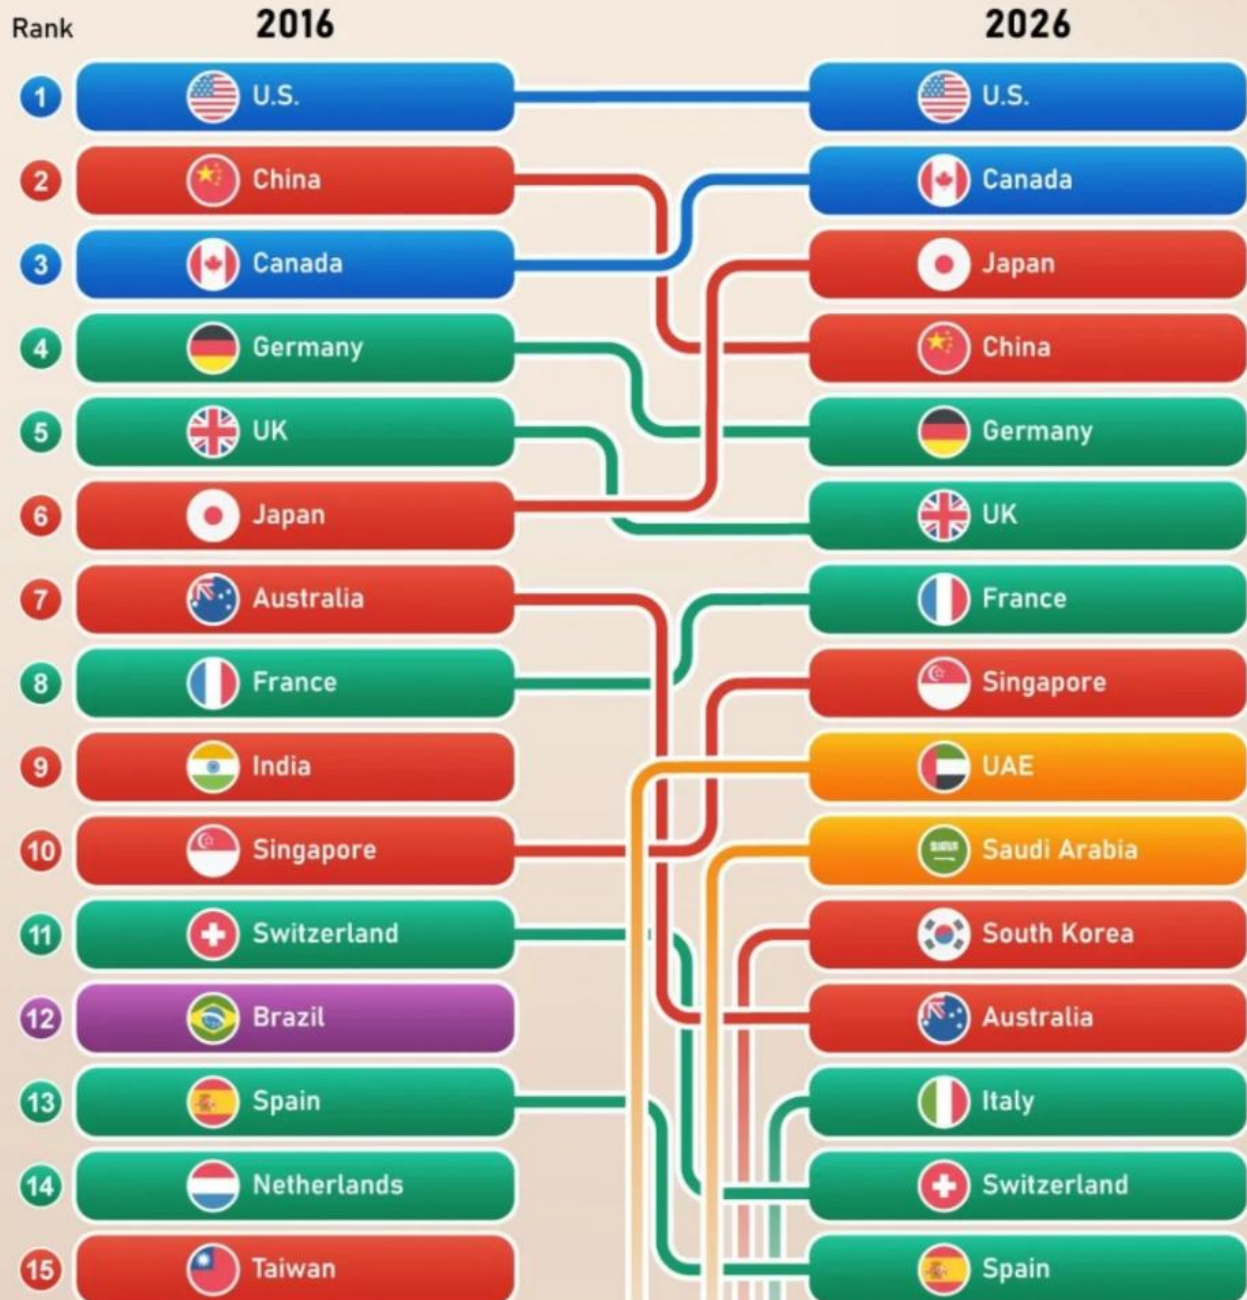 Rank 2016 2026
1 U.S. U.S.
2 China Canada
3 Canada Japan
4 Germany China
5 UK Germany
6 Japan UK
7 Australia France
8 France Singapore
9 India UAE
10 Singapore Saudi Arabia
11 Switzerland South Korea
12 Brazil Australia
13 Spain Italy
14 Netherlands Switzerland
15 Taiwan Spain